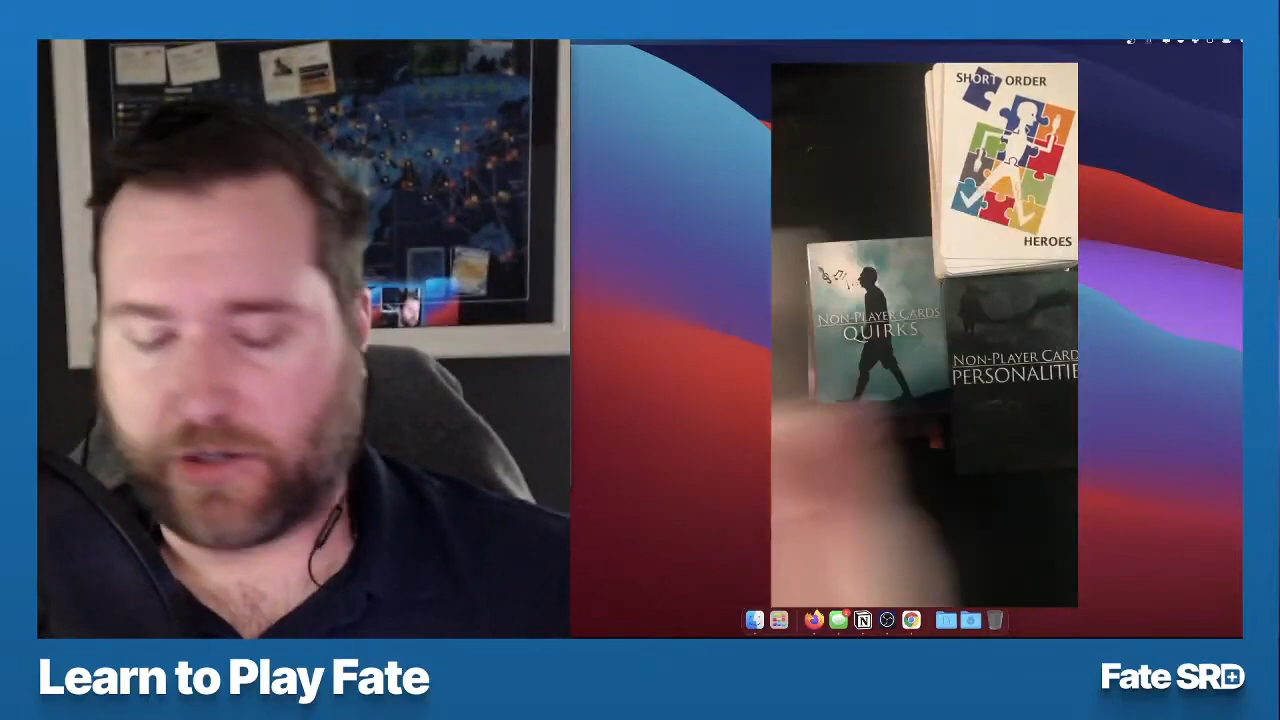 SHORT ORDER
HEROES
NON-PLAYER CARDS
QUIRKS
NON-PLAYER CARD
PERSONALITIE
Learn to Play Fate
Fate SRD